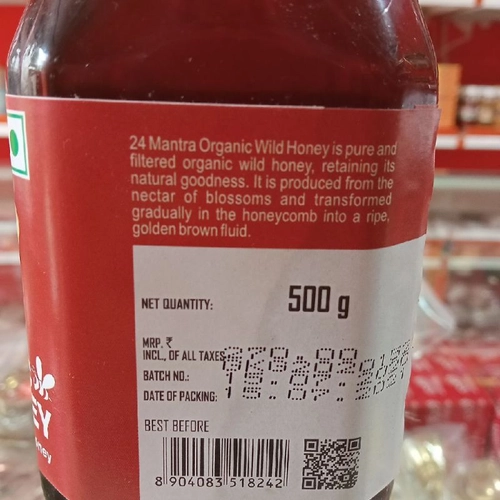 24 Mantra Organic Wild Honey is pure and
filtered organic wild honey, retaining its
natural goodness. It is produced from the
nectar of blossoms and transformed
gradually in the honeycomb into a ripe,
golden brown fluid.
NET QUANTITY: 500 g
MRP. ₹
INCL., OF ALL TAXES
BATCH NO.:
DATE OF PACKING:
BEST BEFORE
8 904083 518242
EY
oney